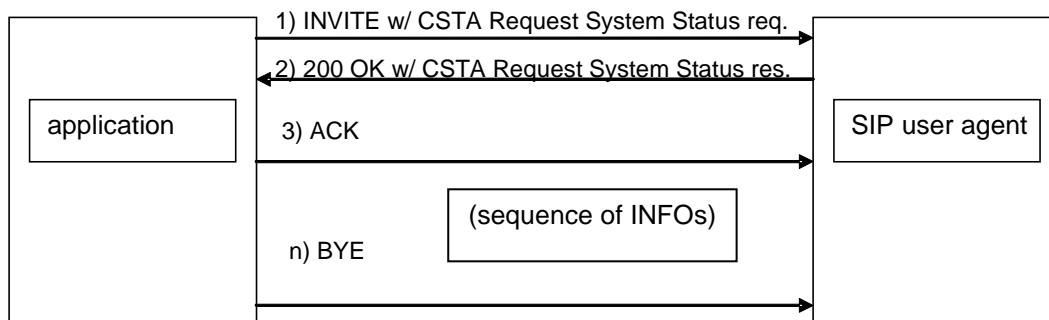 1) INVITE w/ CSTA Request System Status req.
2) 200 OK w/ CSTA Request System Status res.
application
3) ACK
SIP user agent
(sequence of INFOs)
n) BYE